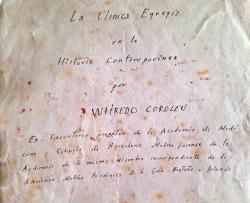 La Clinica Egregia
en la
Historia Contemporánea
por
WIFREDO COROLEU
Ex-Secretario perpetuo de la Academia de Medi-
cina y Cirugia de Barcelona. Medico forense de la
Audiencia de la misma. Miembro correspondiente de la
Asociacion Medico Psicologica de la Gran Bretaña e Irlanda